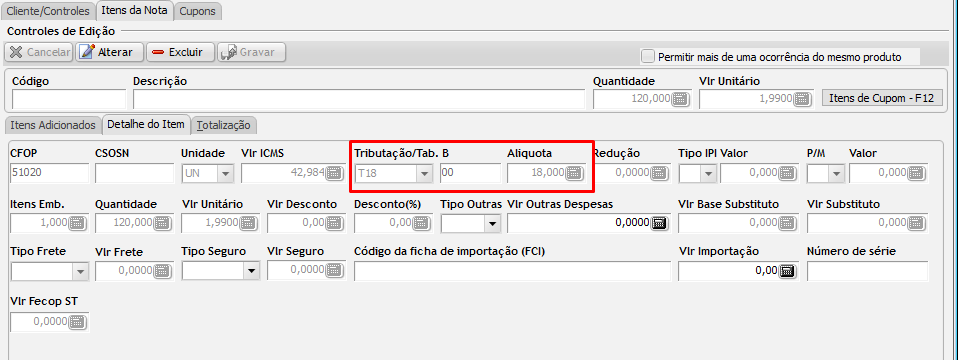 Cliente/Controles Itens da Nota Cupons
Controles de Edição
Cancelar Alterar Excluir Gravar Permitir mais de uma ocorrência do mesmo produto
Código Descrição Quantidade Vlr Unitário
120,000 1,9900 Itens de Cupom - F12
Itens Adicionados Detalhe do Item Totalização
CFOP CSOSN Unidade Vlr ICMS Tributação/Tab. B Aliquota Redução Tipo IPI Valor P/M Valor
51020 UN 42,984 T18 00 18,000 0,0000 0,000 0,000
Itens Emb. Quantidade Vlr Unitário Vlr Desconto Desconto(%) Tipo Outras Vlr Outras Despesas Vlr Base Substituto Vlr Substituto
1,000 120,000 1,9900 0,00 0,0000 0,0000 0,0000 0,0000
Tipo Frete Vlr Frete Tipo Seguro Vlr Seguro Código da ficha de importação (FCI) Vlr Importação Número de série
0,0000 0,0000 0,00
Vlr Fecop ST
0,0000